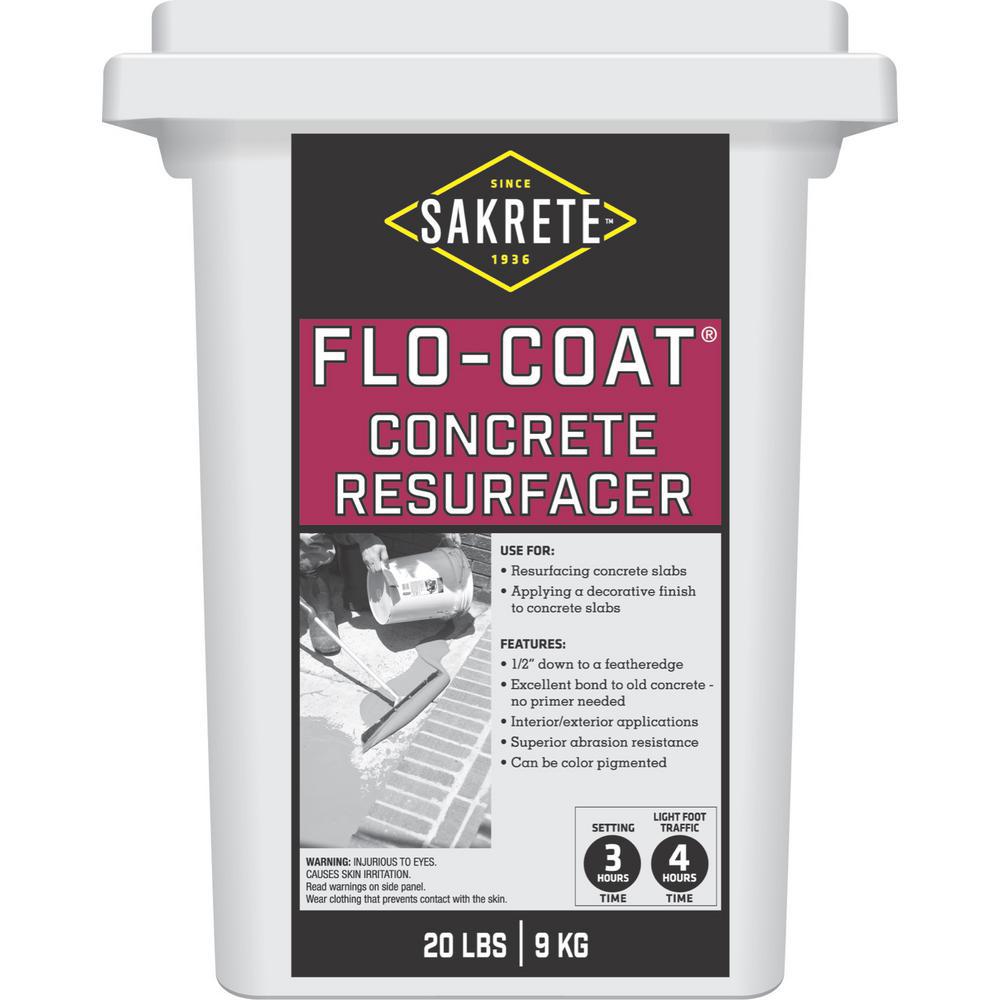 SINCE
SAKRETE™
1936
FLO-COAT®
CONCRETE
RESURFACER
USE FOR:
• Resurfacing concrete slabs
• Applying a decorative finish
to concrete slabs
FEATURES:
• 1/2" down to a featheredge
• Excellent bond to old concrete -
no primer needed
• Interior/exterior applications
• Superior abrasion resistance
• Can be color pigmented
SETTING
3
HOURS
TIME
LIGHT FOOT
TRAFFIC
4
HOURS
TIME
WARNING: INJURIOUS TO EYES.
CAUSES SKIN IRRITATION.
Read warnings on side panel.
Wear clothing that prevents contact with the skin.
20 LBS | 9 KG